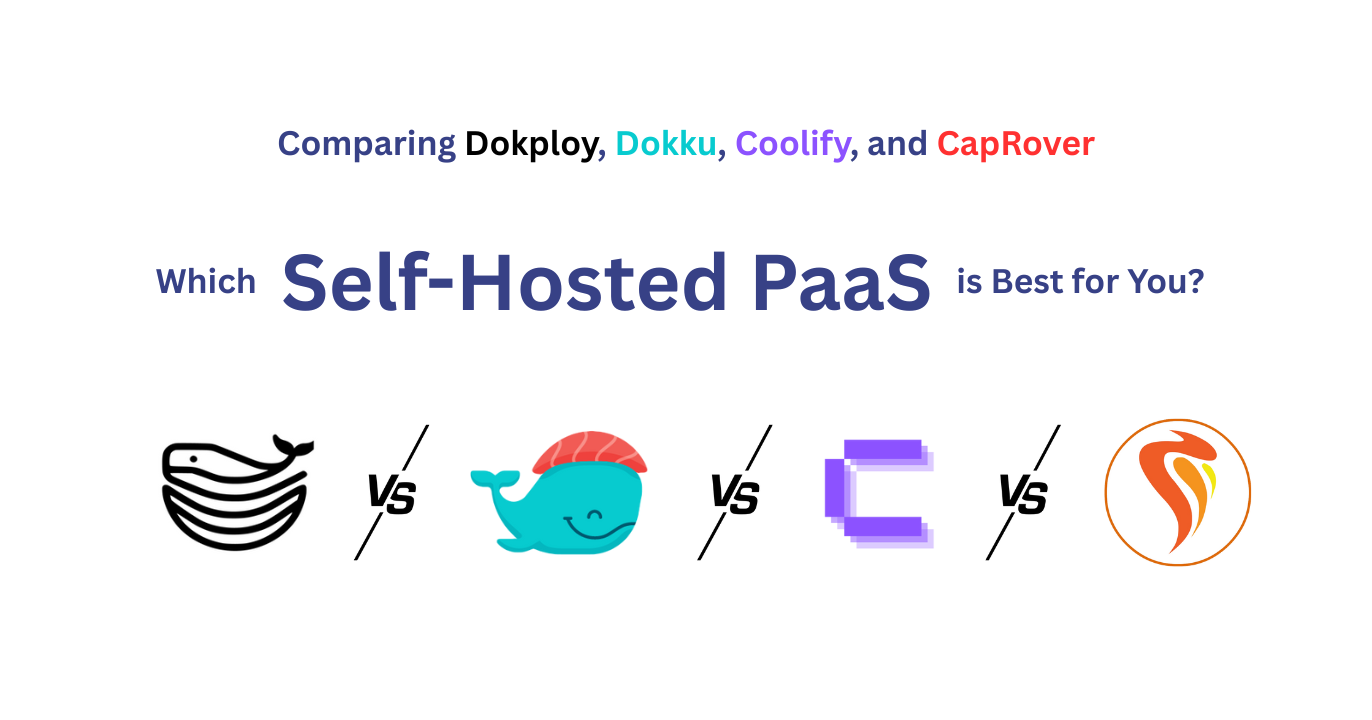 Comparing Dokploy, Dokku, Coolify, and CapRover
Which Self-Hosted PaaS is Best for You?
VS VS VS